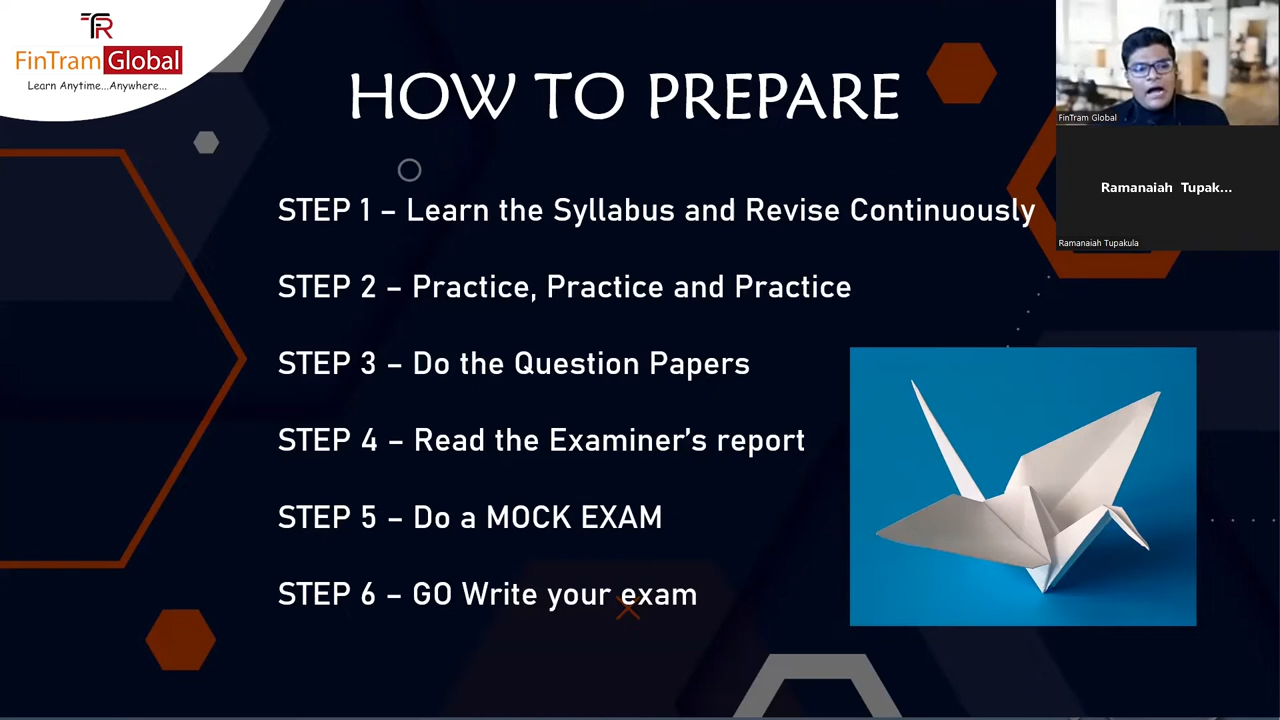 TR
FinTram Global
Learn Anytime...Anywhere...
HOW TO PREPARE
STEP 1 – Learn the Syllabus and Revise Continuously
STEP 2 – Practice, Practice and Practice
STEP 3 – Do the Question Papers
STEP 4 – Read the Examiner's report
STEP 5 – Do a MOCK EXAM
STEP 6 – GO Write your exam
FinTram Global
Ramanaiah Tupak...
Ramanaiah Tupakula